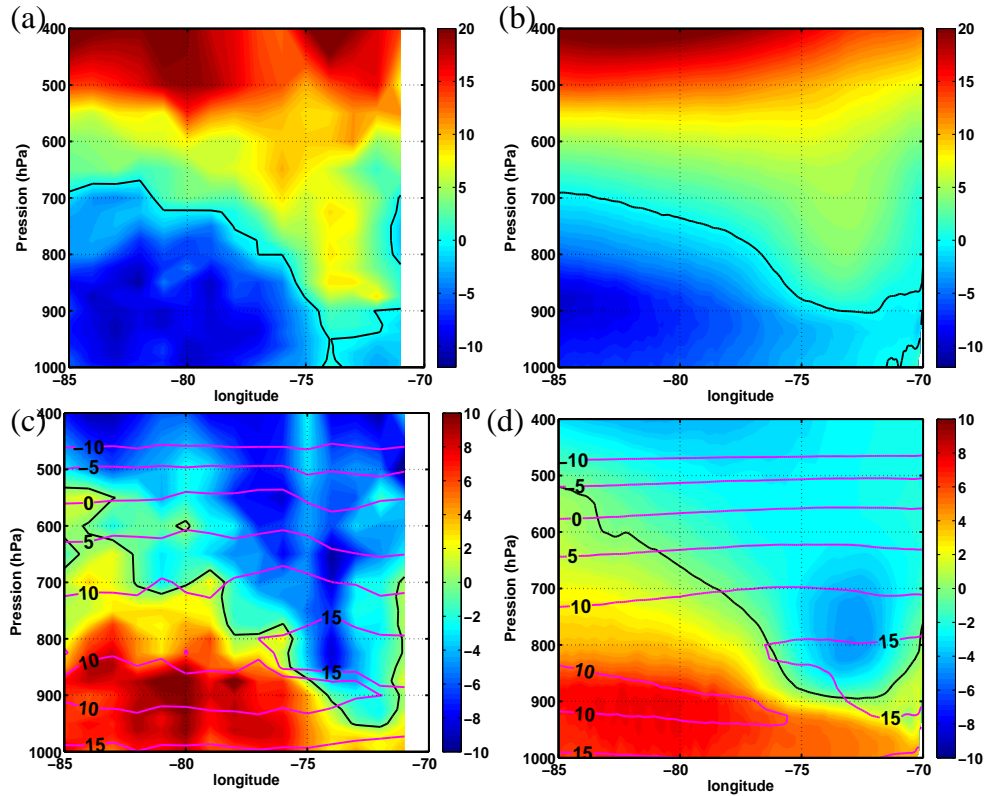 (a) (b)
400 20 400 20
500 15 500 15
600 10 600 10
700 5 700 5
800 0 800 0
900 −5 900 −5
1000 −10 1000 −10
Pression (hPa) Pression (hPa)
−85 −80 −75 −70 −85 −80 −75 −70
longitude longitude
(c) (d)
400 10 400 10
500 8 500 8
600 6 600 6
700 4 700 4
800 2 800 2
900 0 900 0
1000 −2 1000 −2
−4 −4
−6 −6
−8 −8
−10 −10
Pression (hPa) Pression (hPa)
−10 −10
−5 −5
0 0
5 5
10 10
15 15
10 15 10 15
10 10
15 15
−85 −80 −75 −70 −85 −80 −75 −70
longitude longitude